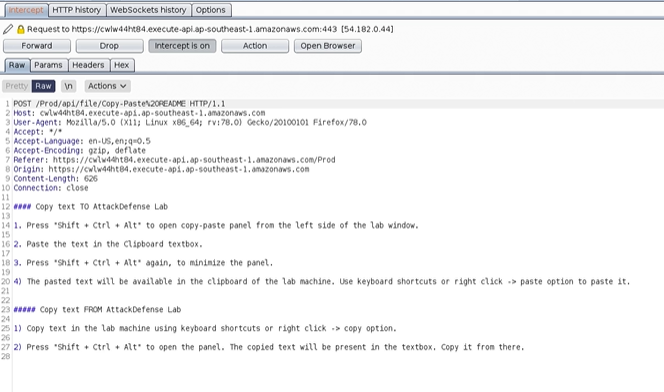 Intercept HTTP history WebSockets history Options
Request to https://cwlw44ht84.execute-api.ap-southeast-1.amazonaws.com:443 [54.182.0.44]
Forward Drop Intercept is on Action Open Browser
Raw Params Headers Hex
Pretty Raw \n Actions
1 POST /Prod/api/file/Copy-Paste%20README HTTP/1.1
2 Host: cwlw44ht84.execute-api.ap-southeast-1.amazonaws.com
3 User-Agent: Mozilla/5.0 (X11; Linux x86_64; rv:78.0) Gecko/20100101 Firefox/78.0
4 Accept: */*
5 Accept-Language: en-US,en;q=0.5
6 Accept-Encoding: gzip, deflate
7 Referer: https://cwlw44ht84.execute-api.ap-southeast-1.amazonaws.com/Prod
8 Origin: https://cwlw44ht84.execute-api.ap-southeast-1.amazonaws.com
9 Content-Length: 626
10 Connection: close
11
12 #### Copy text TO AttackDefense Lab
13
14 1. Press "Shift + Ctrl + Alt" to open copy-paste panel from the left side of the lab window.
15
16 2. Paste the text in the Clipboard textbox.
17
18 3. Press "Shift + Ctrl + Alt" again, to minimize the panel.
19
20 4) The pasted text will be available in the clipboard of the lab machine. Use keyboard shortcuts or right click -> paste option to paste it.
21
22
23 ##### Copy text FROM AttackDefense Lab
24
25 1) Copy text in the lab machine using keyboard shortcuts or right click -> copy option.
26
27 2) Press "Shift + Ctrl + Alt" to open the panel. The copied text will be present in the textbox. Copy it from there.
28